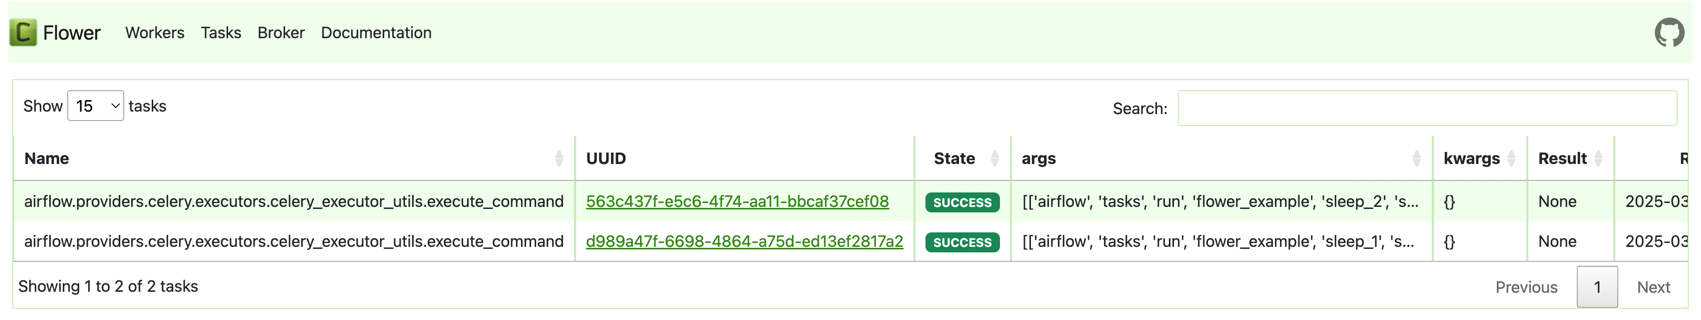 Flower Workers Tasks Broker Documentation
Show 15 tasks Search:
Name UUID State args kwargs Result R
airflow.providers.celery.executors.celery_executor_utils.execute_command 563c437f-e5c6-4f74-aa11-bbcaf37cef08 SUCCESS [['airflow', 'tasks', 'run', 'flower_example', 'sleep_2', 's... {} None 2025-03
airflow.providers.celery.executors.celery_executor_utils.execute_command d989a47f-6698-4864-a75d-ed13ef2817a2 SUCCESS [['airflow', 'tasks', 'run', 'flower_example', 'sleep_1', 's... {} None 2025-03
Showing 1 to 2 of 2 tasks Previous 1 Next